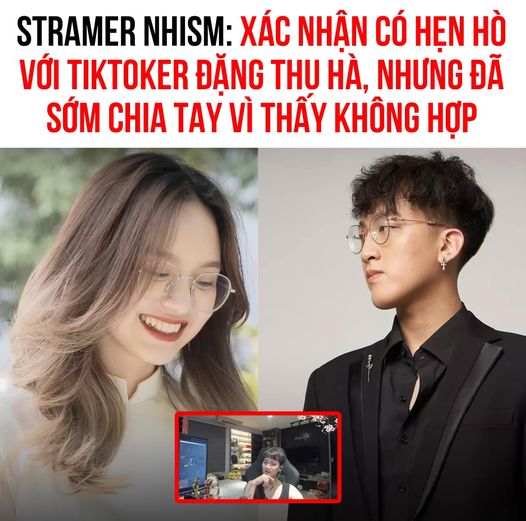 STRAMER NHISM: XÁC NHẬN CÓ HẸN HÒ
VỚI TIKTOKER ĐẶNG THU HÀ, NHƯNG ĐÃ
SỚM CHIA TAY VÌ THẤY KHÔNG HỢP